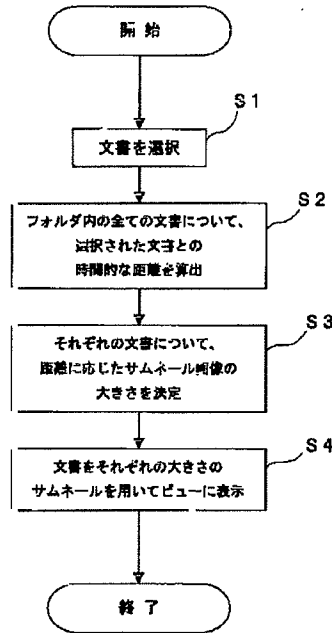 開 始
S1
文書を選択
S2
フォルダ内の全ての文書について、
選択された文書との
時間的な距離を算出
S3
それぞれの文書について、
距離に応じたサムネール画像の
大きさを決定
S4
文書をそれぞれの大きさの
サムネールを用いてビューに表示
終 了